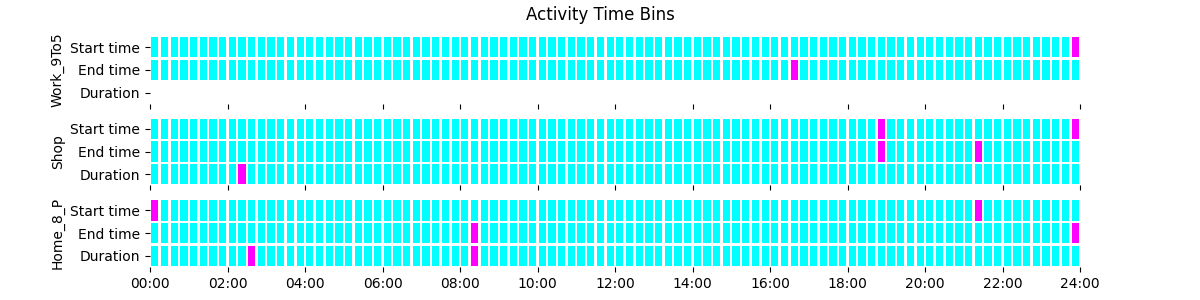 Activity Time Bins
Work_9To5
Start time
End time
Duration
Shop
Start time
End time
Duration
Home_8_P
Start time
End time
Duration
00:00 02:00 04:00 06:00 08:00 10:00 12:00 14:00 16:00 18:00 20:00 22:00 24:00